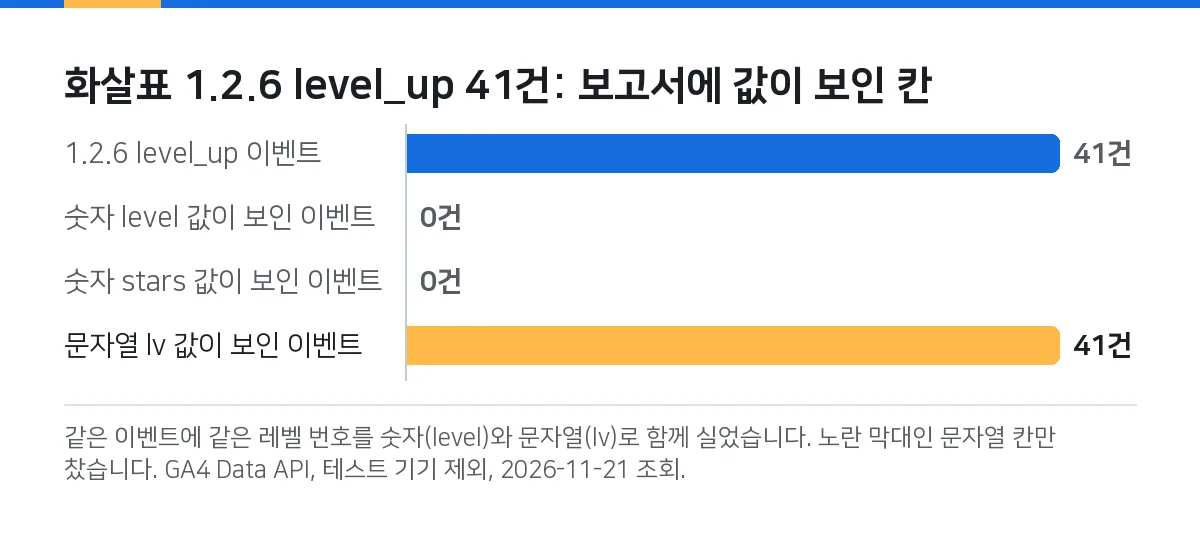 화살표 1.2.6 level_up 41건: 보고서에 값이 보인 칸
1.2.6 level_up 이벤트 41건
숫자 level 값이 보인 이벤트 0건
숫자 stars 값이 보인 이벤트 0건
문자열 lv 값이 보인 이벤트 41건
같은 이벤트에 같은 레벨 번호를 숫자(level)와 문자열(lv)로 함께 실었습니다. 노란 막대인 문자열 칸만
찼습니다. GA4 Data API, 테스트 기기 제외, 2026-11-21 조회.